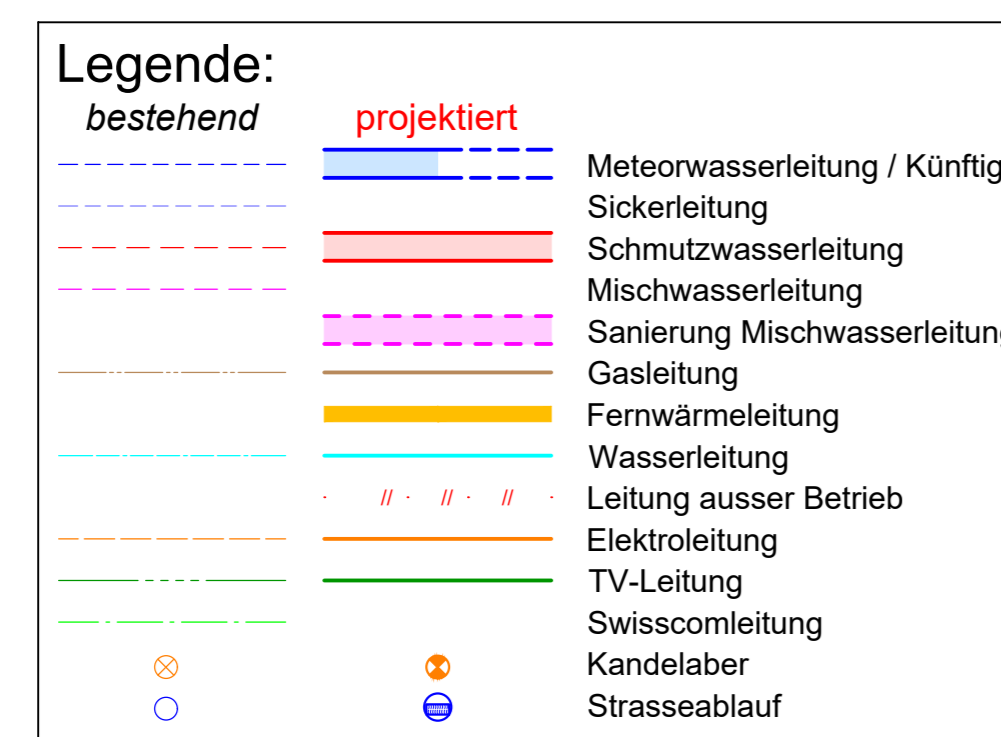 Legende:
bestehend projektiert
Meteorwasserleitung / Künftig
Sickerleitung
Schmutzwasserleitung
Mischwasserleitung
Sanierung Mischwasserleitung
Gasleitung
Fernwärmeleitung
Wasserleitung
Leitung ausser Betrieb
Elektroleitung
TV-Leitung
Swisscomleitung
Kandelaber
Strasseablauf